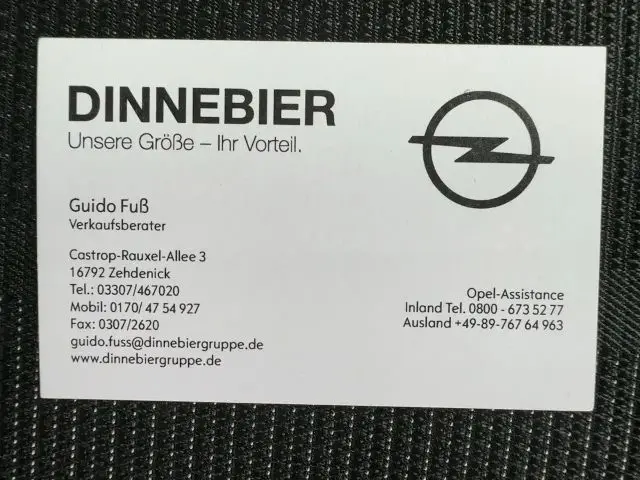 DINNEBIER
Unsere Größe – Ihr Vorteil.
Guido Fuß
Verkaufsberater
Castrop-Rauxel-Allee 3
16792 Zehdenick
Tel.: 03307/467020
Mobil: 0170/ 47 54 927
Fax: 0307/2620
guido.fuss@dinnebiergruppe.de
www.dinnebiergruppe.de
Opel-Assistance
Inland Tel. 0800 - 673 52 77
Ausland +49-89-767 64 963